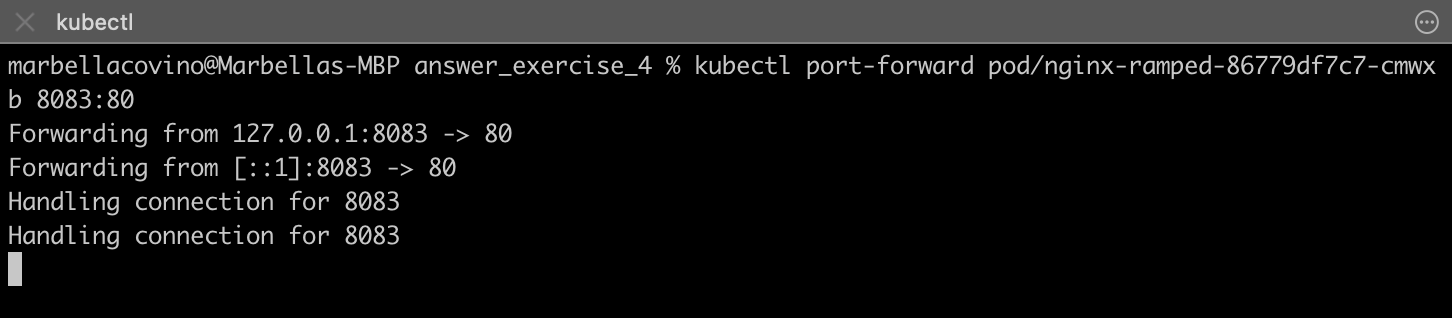 kubectl
marbellacovino@Marbellas-MBP answer_exercise_4 % kubectl port-forward pod/nginx-ramped-86779df7c7-cmwx
b 8083:80
Forwarding from 127.0.0.1:8083 -> 80
Forwarding from [::1]:8083 -> 80
Handling connection for 8083
Handling connection for 8083